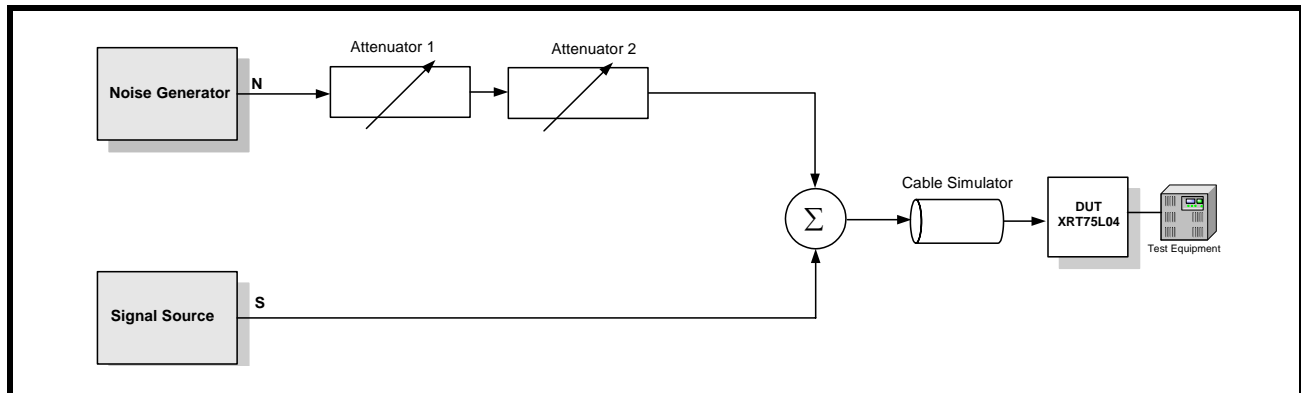 Attenuator 1
Attenuator 2
Noise Generator
N
Cable Simulator
Σ
DUT
XRT75L04
Test Equipment
Signal Source
S